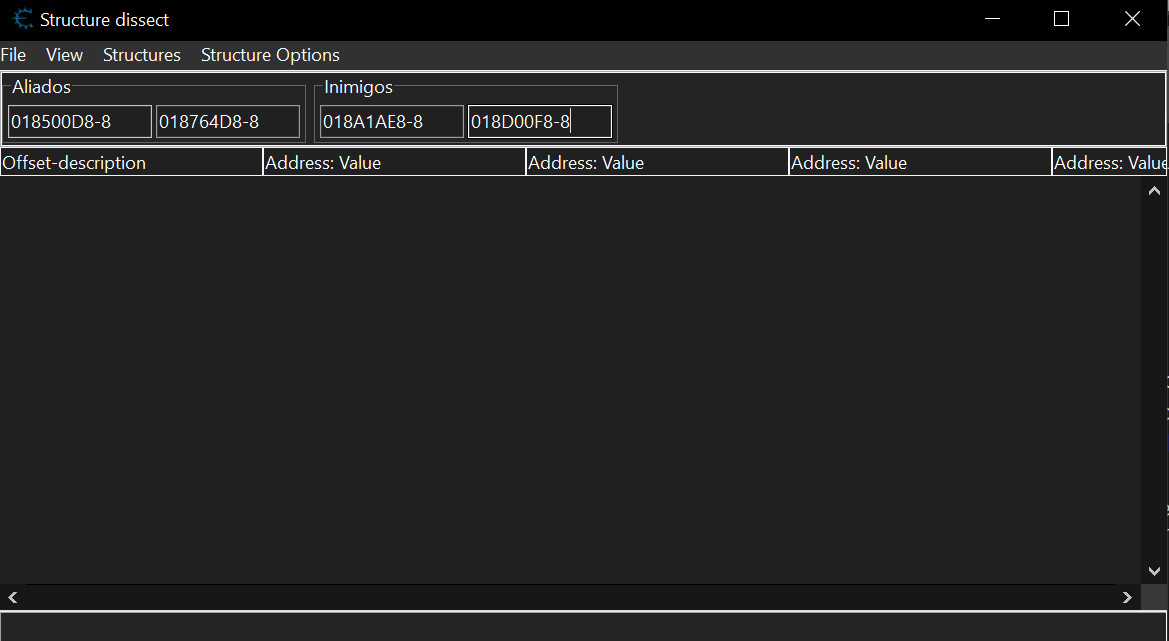 Structure dissect
File View Structures Structure Options
Aliados Inimigos
018500D8-8 018764D8-8 018A1AE8-8 018D00F8-8
Offset-description Address: Value Address: Value Address: Value Address: Value